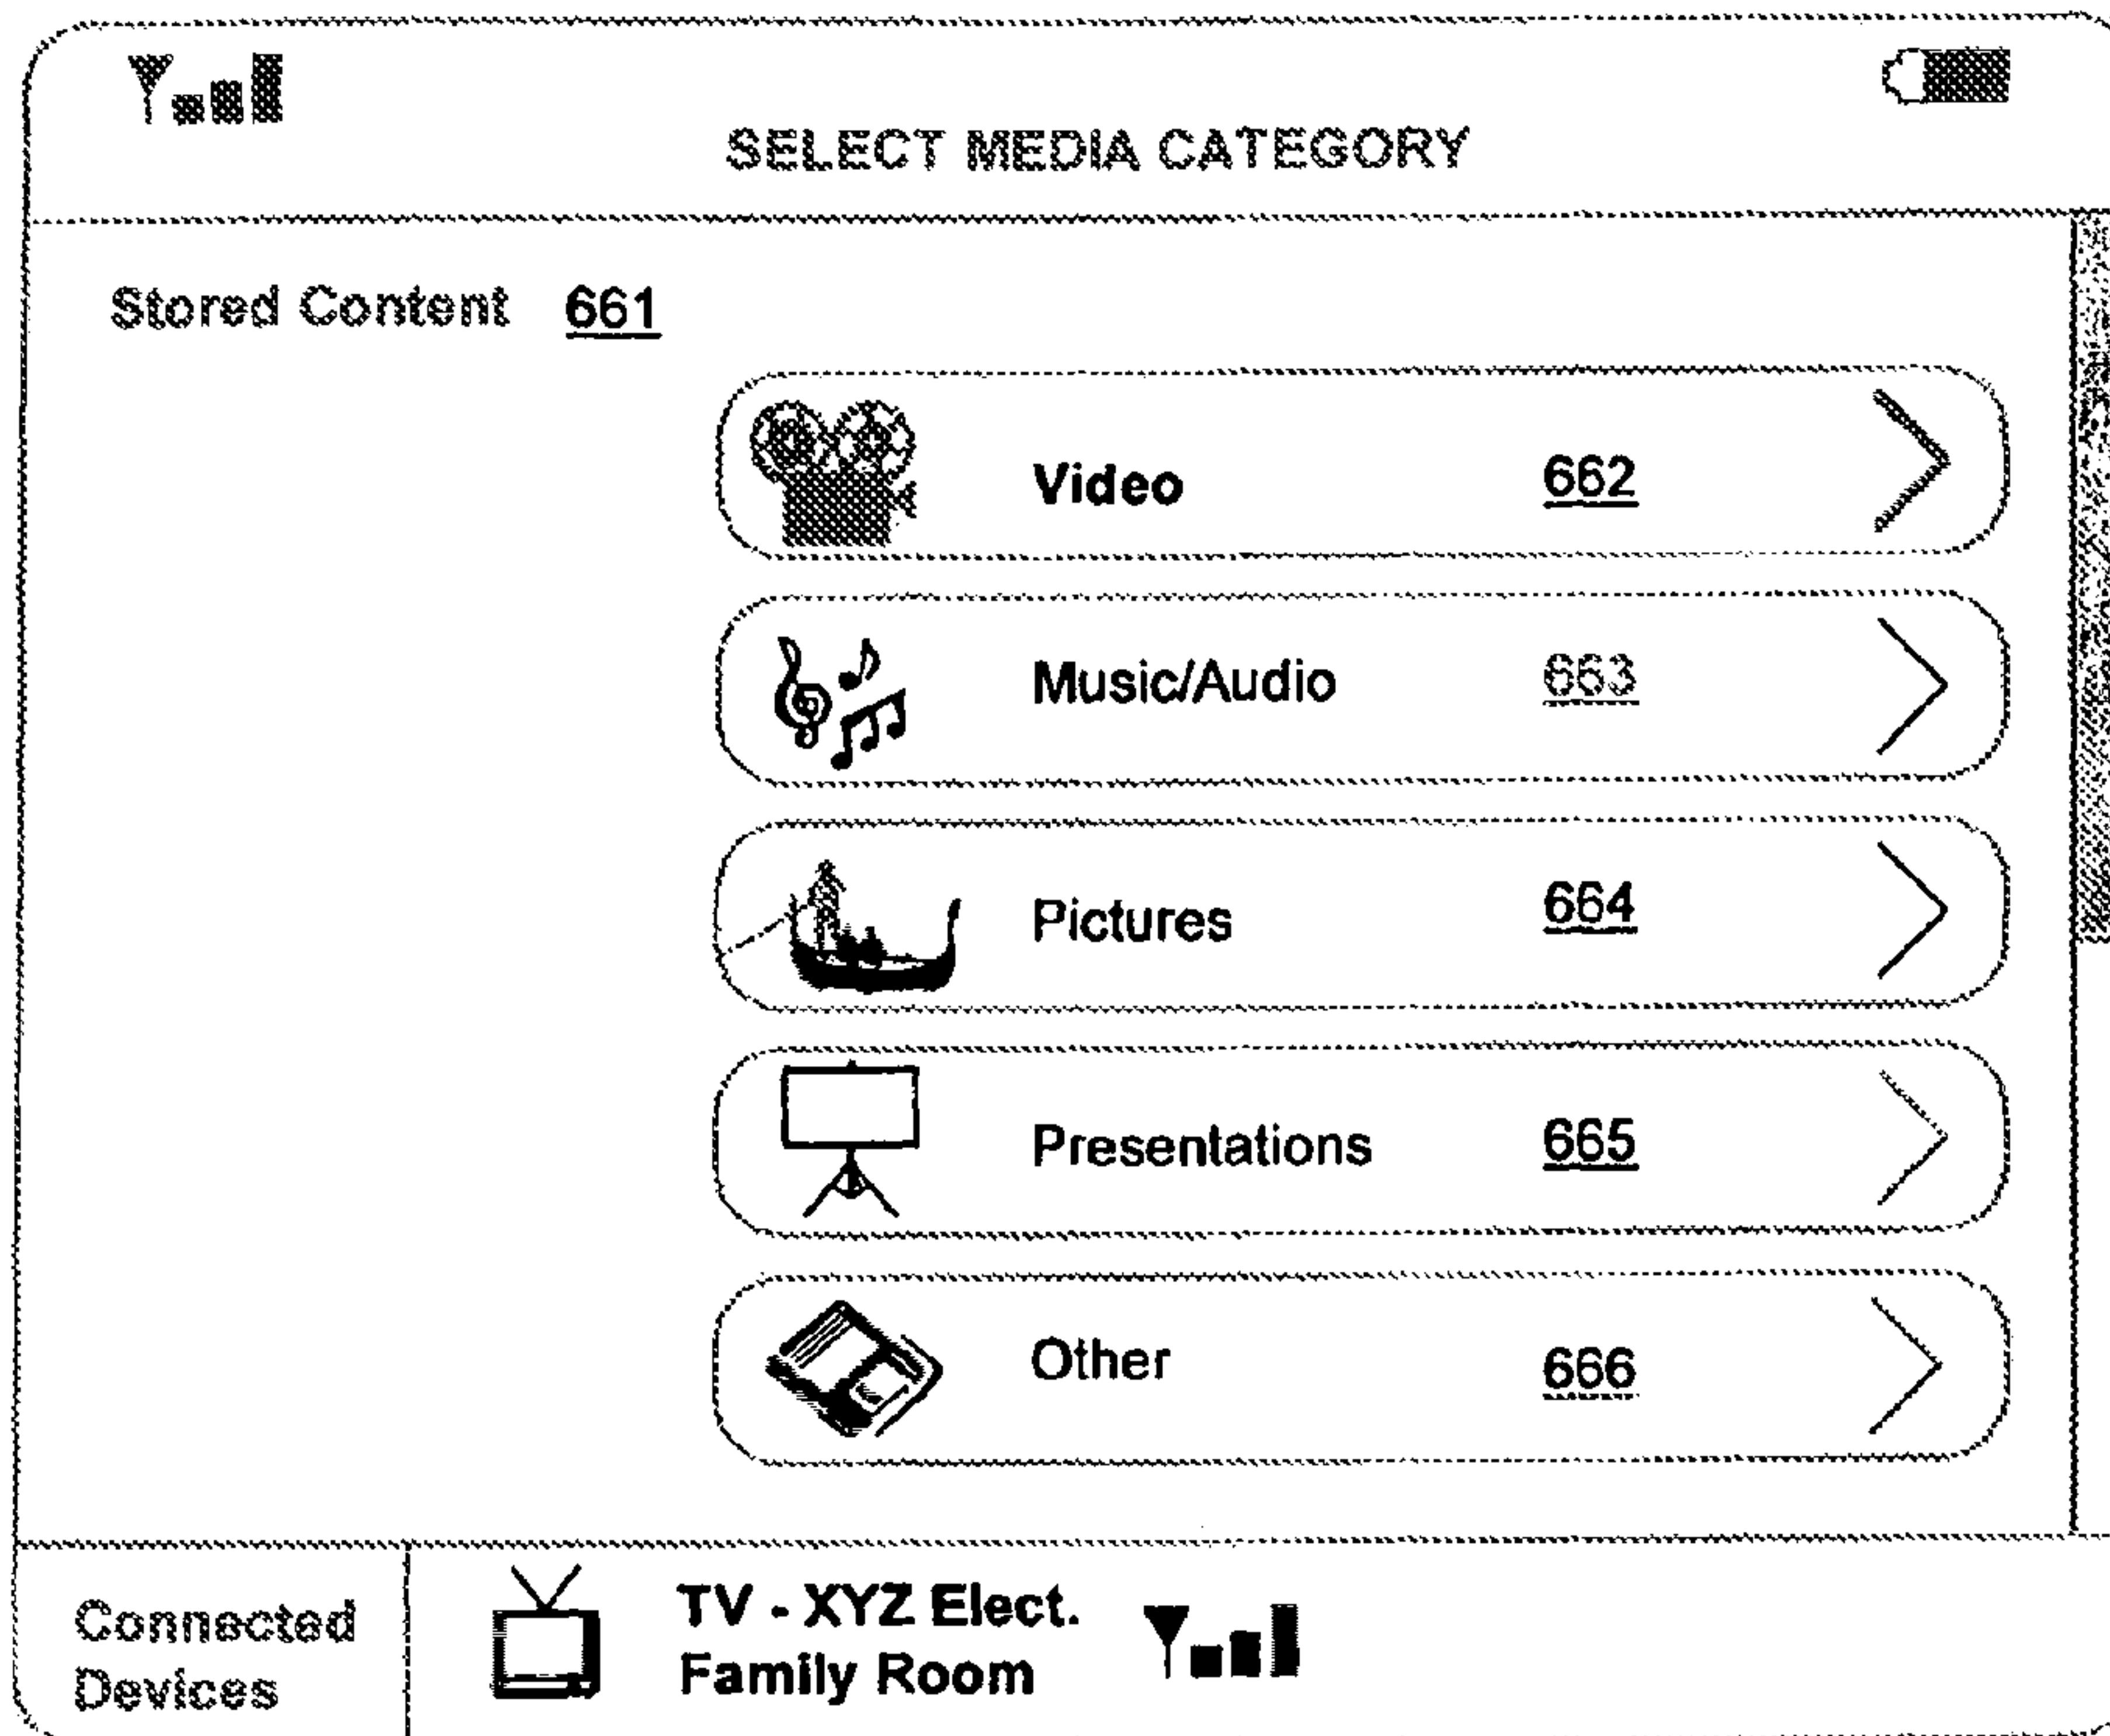 SELECT MEDIA CATEGORY
Stored Content 661
Video 662
Music/Audio 663
Pictures 664
Presentations 665
Other 666
Connected
Devices
TV - XYZ Elect.
Family Room